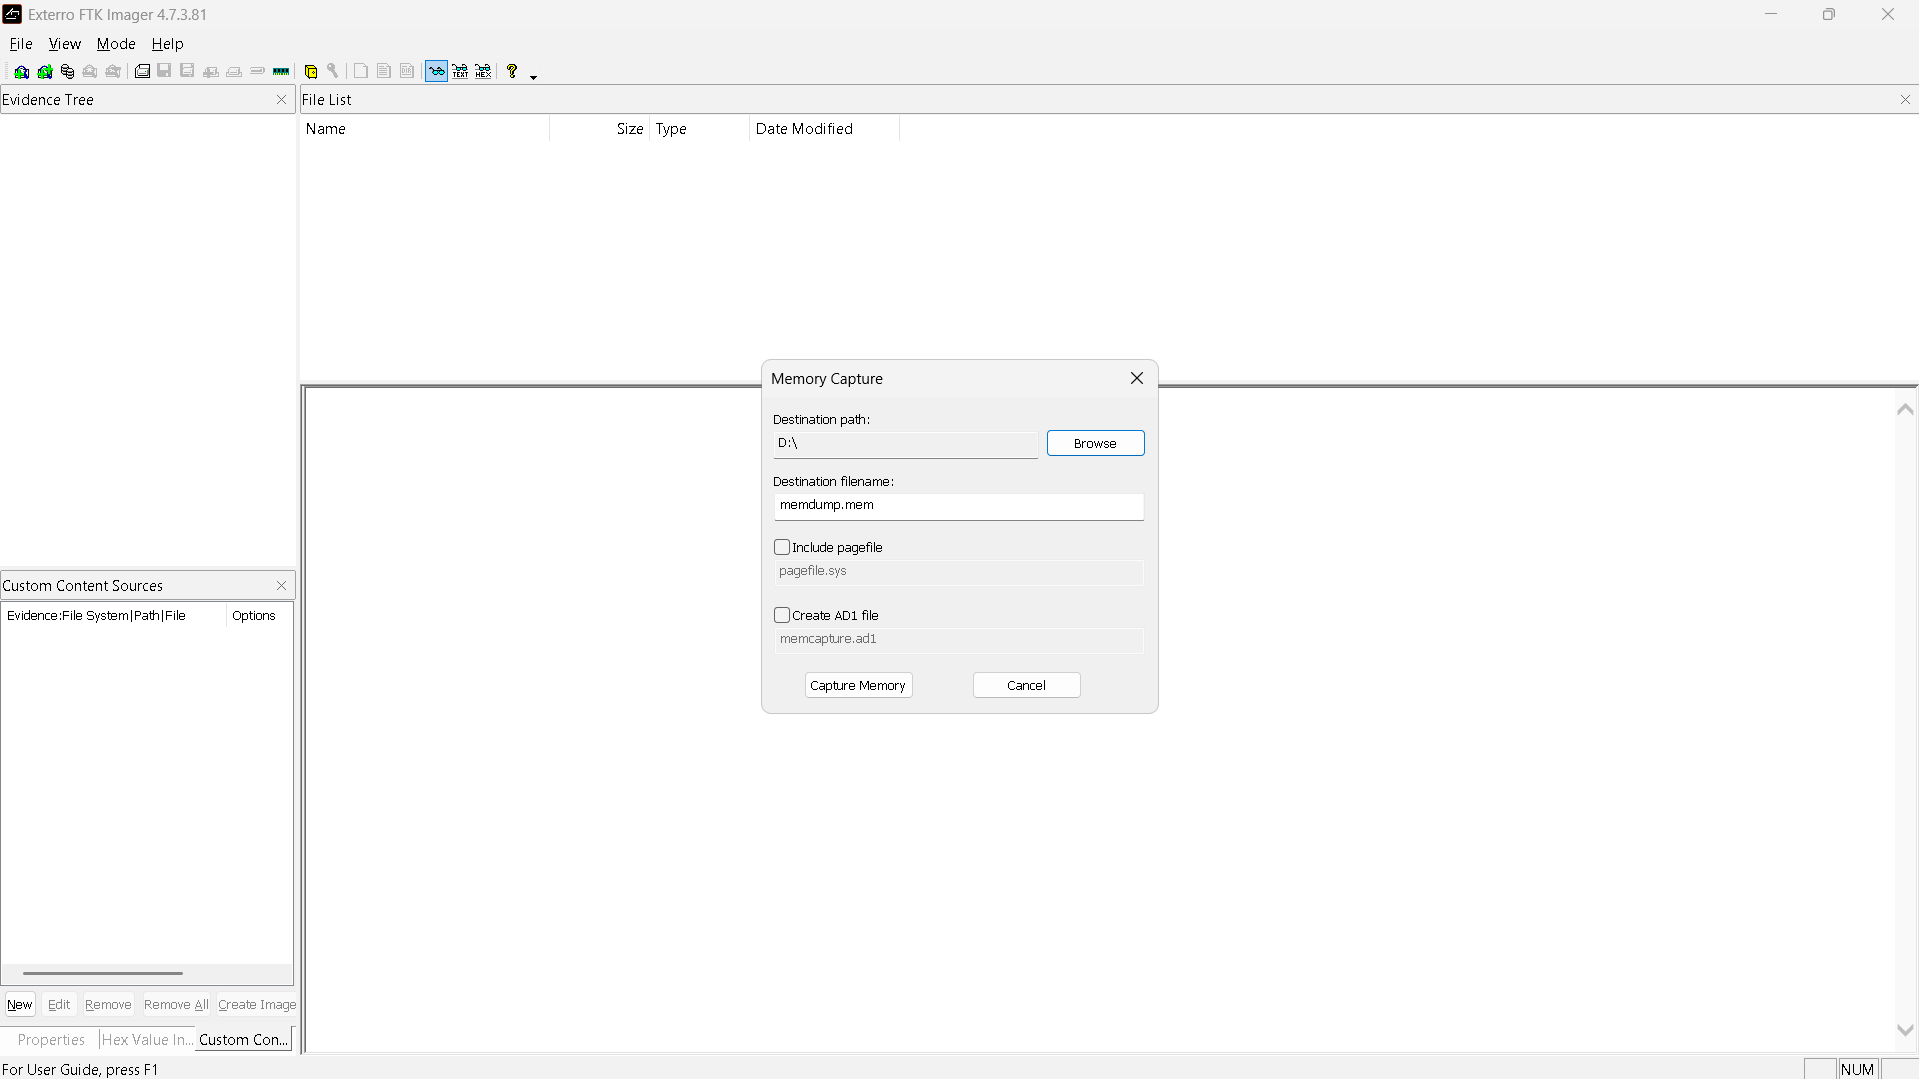 Exterro FTK Imager 4.7.3.81
File View Mode Help
TEXT HEX
Evidence Tree
File List
Name Size Type Date Modified
Memory Capture
Destination path:
D:\ Browse
Destination filename:
memdump.mem
Include pagefile
pagefile.sys
Create AD1 file
memcapture.ad1
Capture Memory Cancel
Custom Content Sources
Evidence:File System|Path|File Options
New Edit Remove Remove All Create Image
Properties Hex Value In... Custom Con...
For User Guide, press F1
NUM